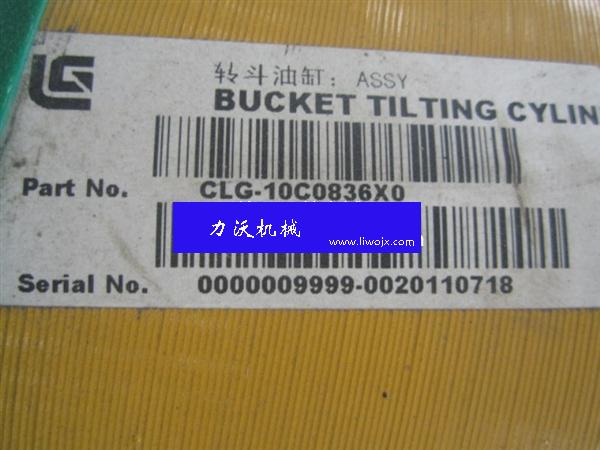 转斗油缸：ASSY
BUCKET TILTING CYLIN
Part No. CLG-10C0836X0
力沃机械
www.liwojx.com
Serial No. 0000009999-0020110718